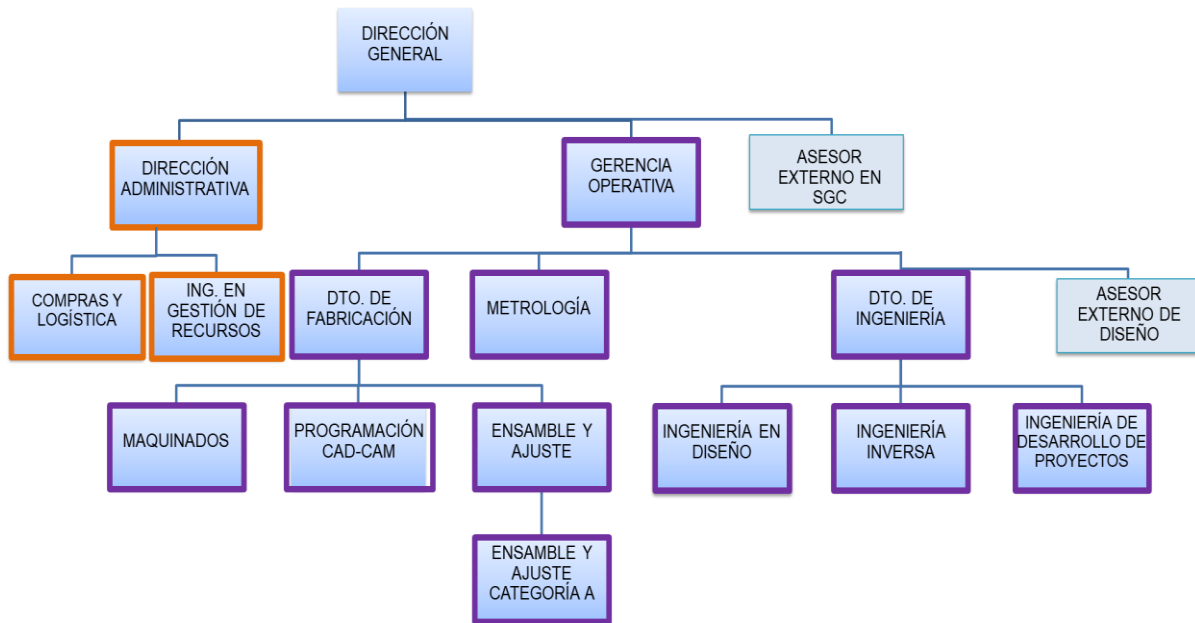 DIRECCIÓN
GENERAL
DIRECCIÓN
ADMINISTRATIVA
GERENCIA
OPERATIVA
ASESOR
EXTERNO EN
SGC
COMPRAS Y
LOGÍSTICA
ING. EN
GESTIÓN DE
RECURSOS
DTO. DE
FABRICACIÓN
METROLOGÍA
DTO. DE
INGENIERÍA
ASESOR
EXTERNO DE
DISEÑO
MAQUINADOS
PROGRAMACIÓN
CAD-CAM
ENSAMBLE Y
AJUSTE
INGENIERÍA EN
DISEÑO
INGENIERÍA
INVERSA
INGENIERÍA DE
DESARROLLO DE
PROYECTOS
ENSAMBLE Y
AJUSTE
CATEGORÍA A